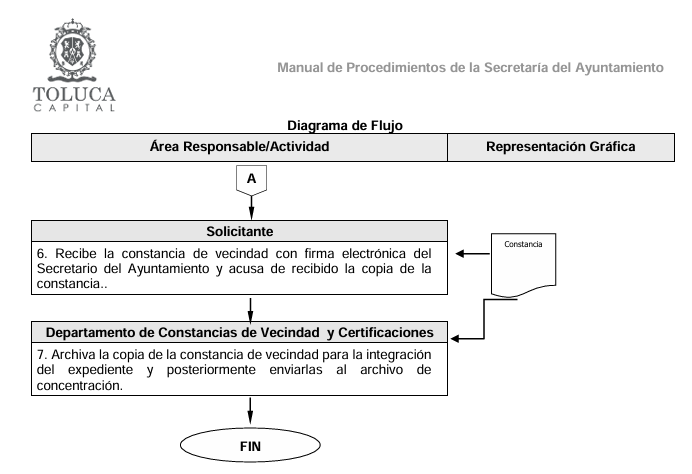 TOLUCA
CAPITAL
Manual de Procedimientos de la Secretaría del Ayuntamiento
Diagrama de Flujo
Área Responsable/Actividad
Representación Gráfica
A
Solicitante
6. Recibe la constancia de vecindad con firma electrónica del
Secretario del Ayuntamiento y acusa de recibido la copia de la
constancia..
Constancia
Departamento de Constancias de Vecindad y Certificaciones
7. Archiva la copia de la constancia de vecindad para la integración
del expediente y posteriormente enviarlas al archivo de
concentración.
FIN